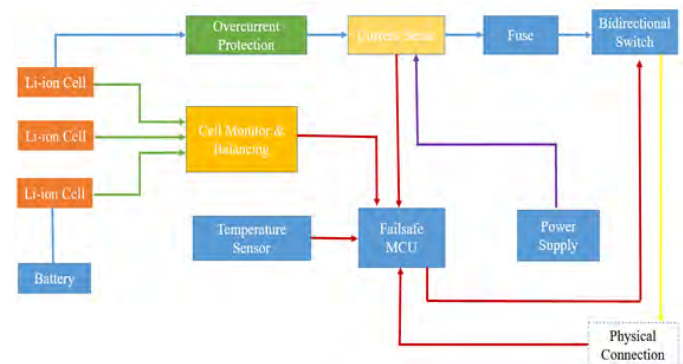 Overcurrent
Protection
Current Sense
Fuse
Bidirectional
Switch
Li-ion Cell
Li-ion Cell
Li-ion Cell
Cell Monitor &
Balancing
Temperature
Sensor
Failsafe
MCU
Power
Supply
Battery
Physical
Connection